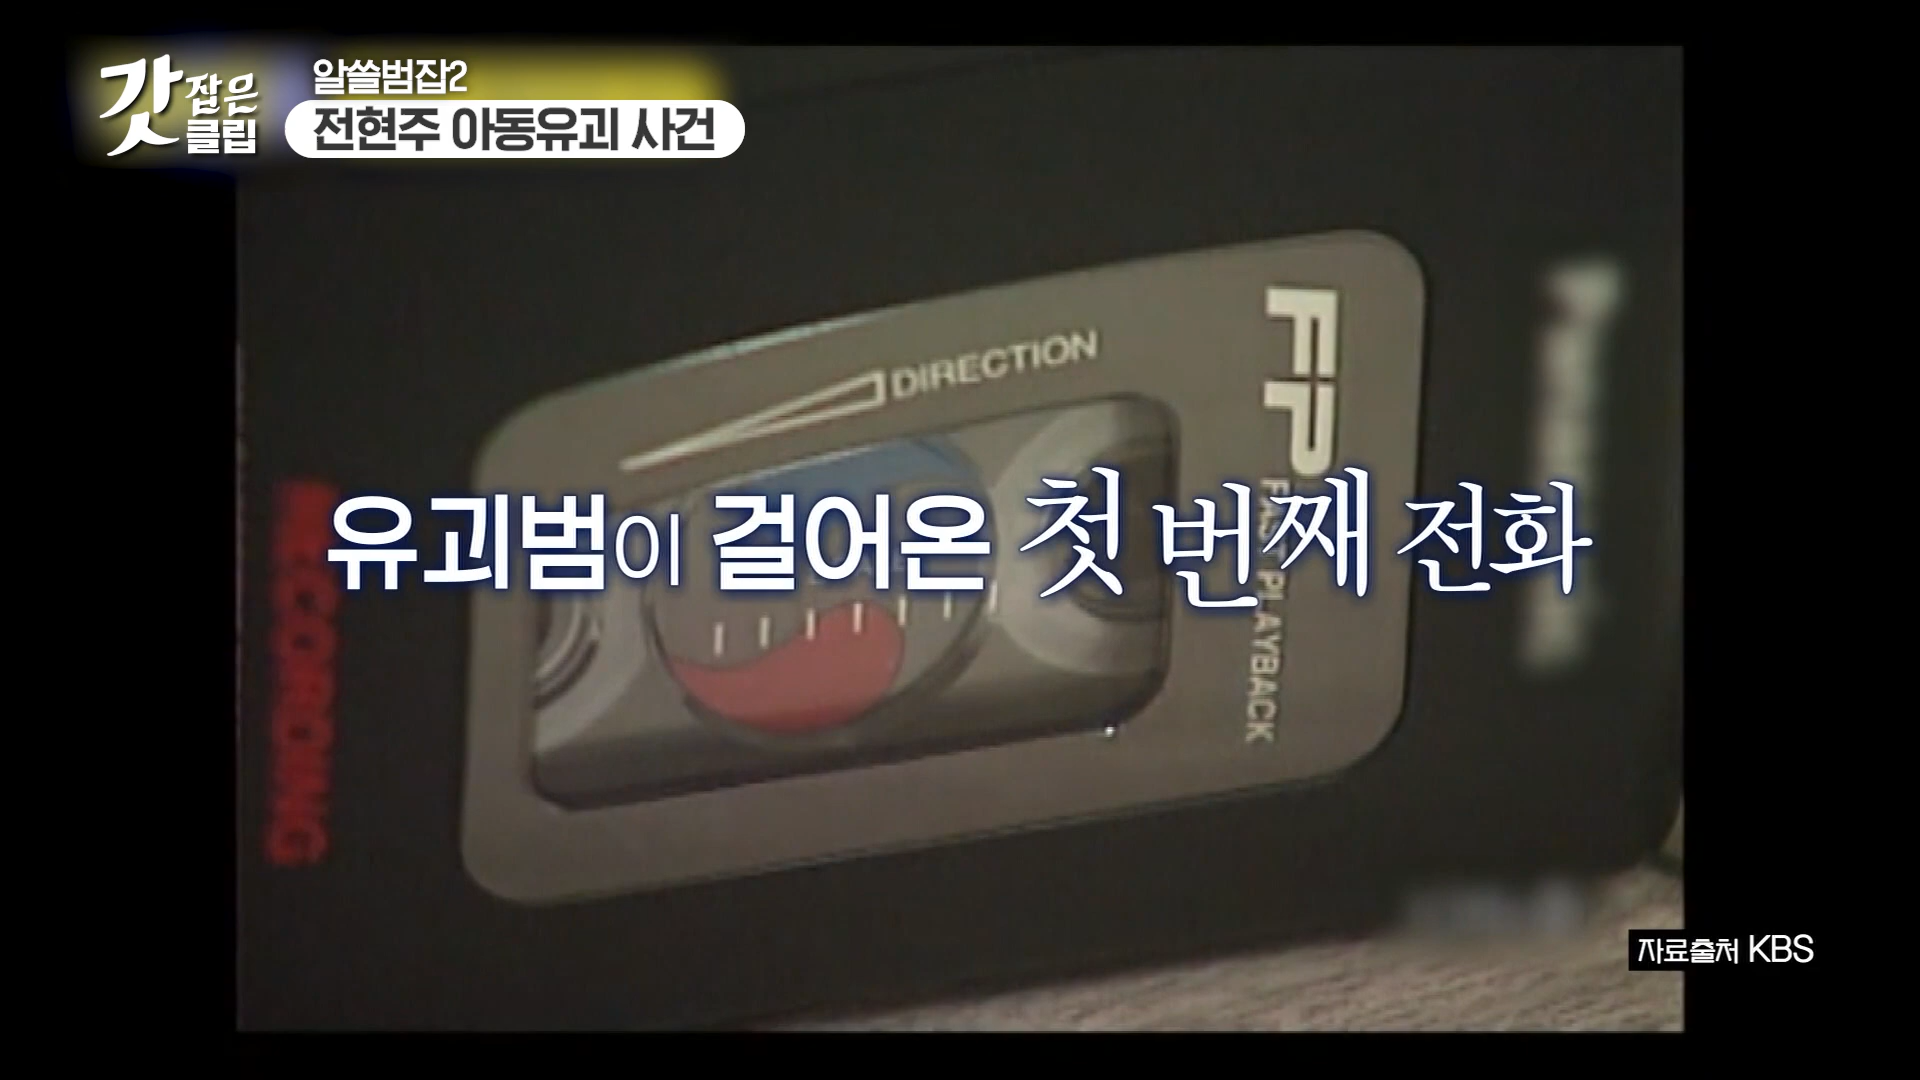 갓잡은
클립
알쓸범잡2
전현주 아동유괴 사건
DIRECTION
FP
FAST PLAYBACK
유괴범이 걸어온 첫 번째 전화
RECORDING
자료출처 KBS